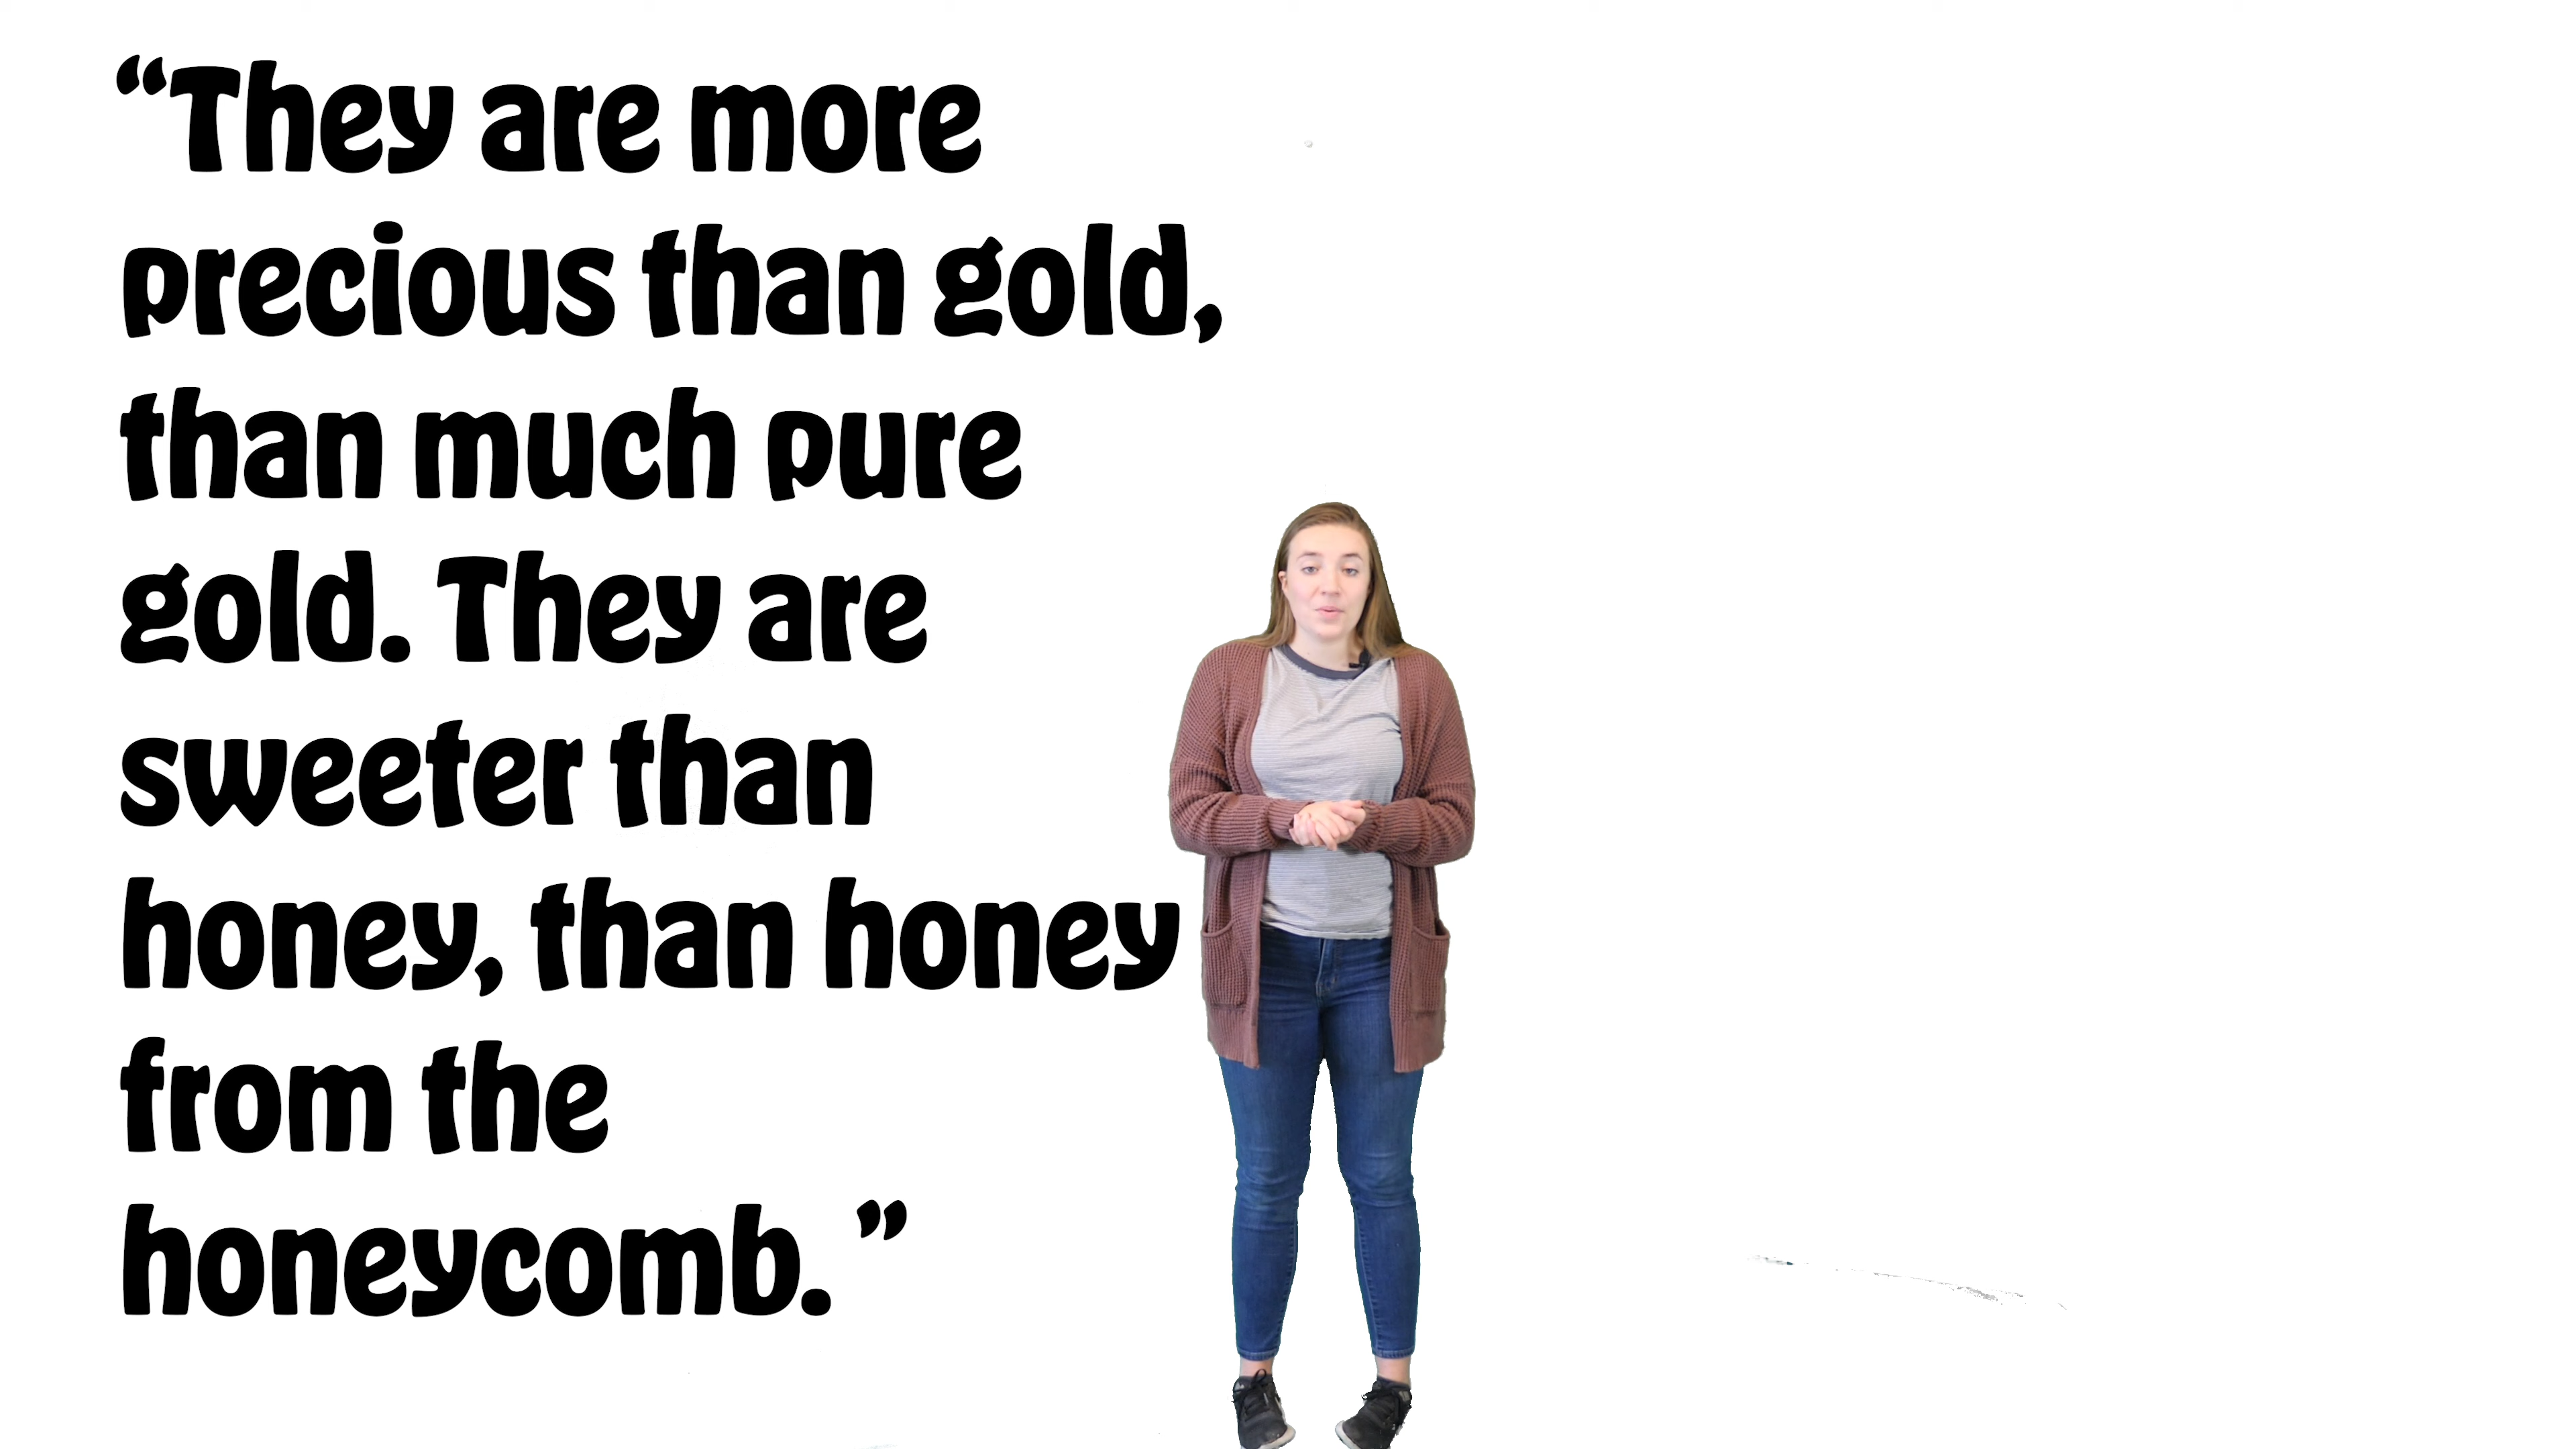 “They are more
precious than gold,
than much pure
gold. They are
sweeter than
honey, than honey
from the
honeycomb. ”